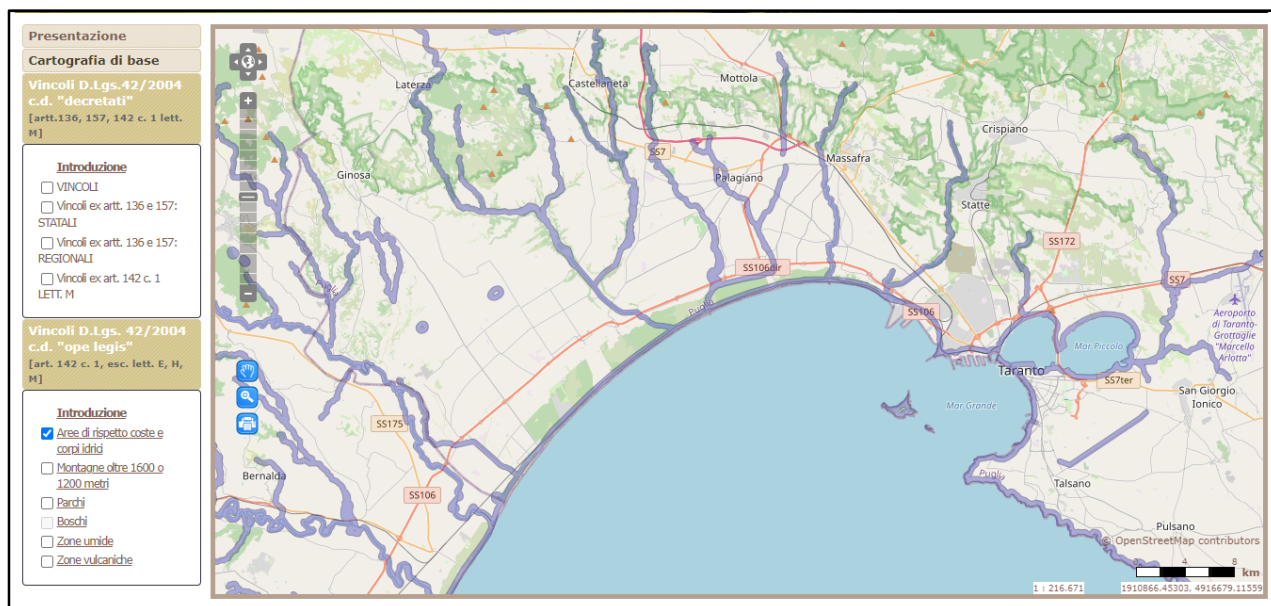 Presentazione
Cartografia di base
Vincoli D.Lgs.42/2004
c.d. "decretati"
[artt.136, 157, 142 c. 1 lett.
M]
Introduzione
VINCOLI
Vincoli ex artt. 136 e 157:
STATALI
Vincoli ex artt. 136 e 157:
REGIONALI
Vincoli ex art. 142 c. 1
LETT. M
Vincoli D.Lgs. 42/2004
c.d. "ope legis"
[art. 142 c. 1, esc. lett. E, H,
M]
Introduzione
Aree di rispetto coste e
corpi idrici
Montagne oltre 1600 o
1200 metri
Parchi
Boschi
Zone umide
Zone vulcaniche
Laterza
Castellaneta
Mottola
Crispiano
SS7
Massafra
Ginosa
Palagiano
Statte
SS172
SS106dir
SS7
Puglia
Puglia
SS106
Aeroporto
di Taranto-
Grottaglie
"Marcello
Arlotta"
Mar Piccolo
Taranto
SS7ter
San Giorgio
Ionico
Mar Grande
SS175
Bernalda
Puglia
Talsano
SS106
Pulsano
© OpenStreetMap contributors
0 4 8
km
1 : 216.671
1910866.45303, 4916679.11559